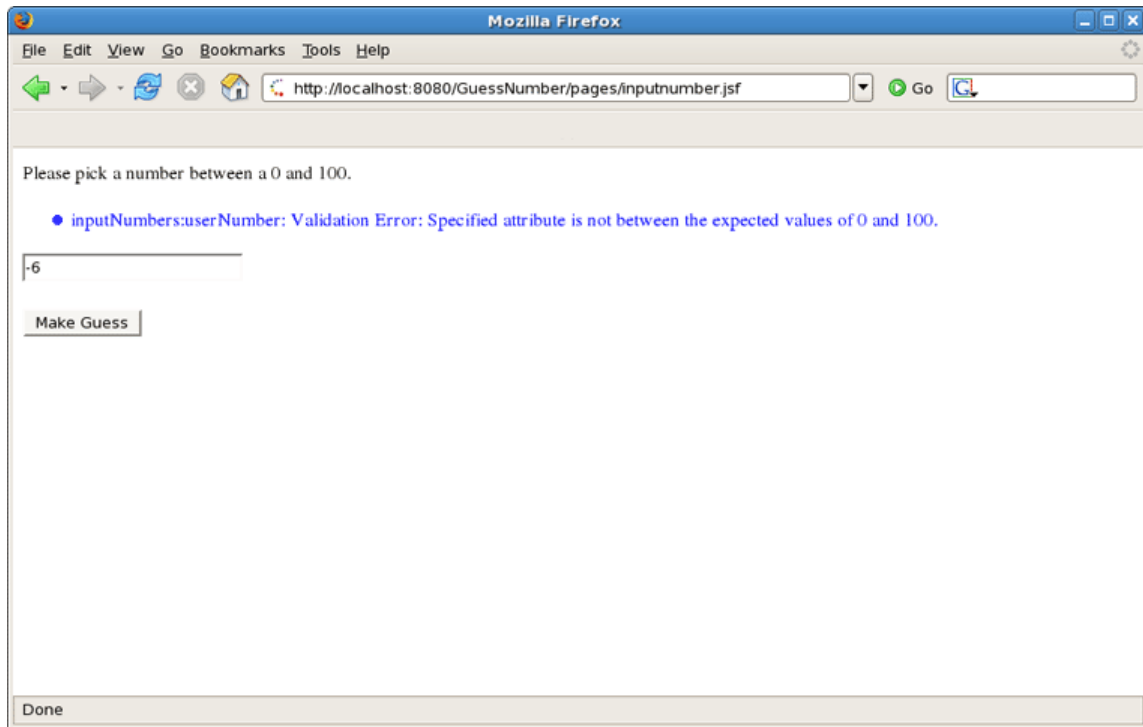 Mozilla Firefox
File Edit View Go Bookmarks Tools Help
http://localhost:8080/GuessNumber/pages/inputnumber.jsf Go G
Please pick a number between a 0 and 100.
inputNumbers:userNumber: Validation Error: Specified attribute is not between the expected values of 0 and 100.
-6
Make Guess
Done